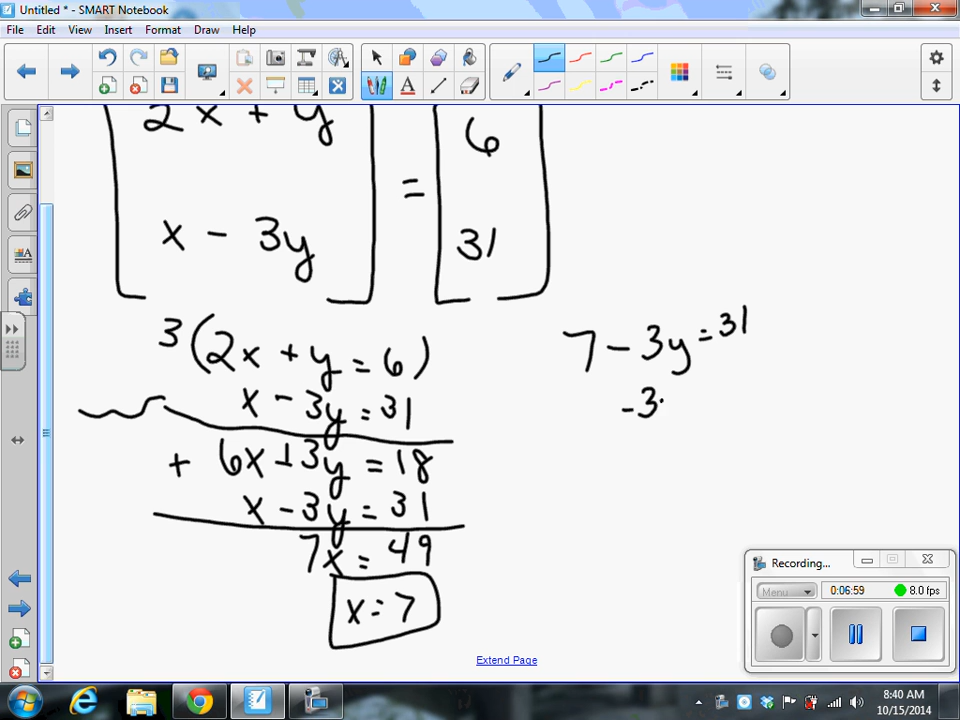 Untitled * - SMART Notebook
File Edit View Insert Format Draw Help
2x + y
6
=
x - 3y
31
3(2x + y = 6)
x - 3y = 31
+ 6x + 3y = 18
x - 3y = 31
7x = 49
x = 7
7 - 3y = 31
-3
Recording...
Menu
0:06:59
8.0 fps
Extend Page
8:40 AM
10/15/2014